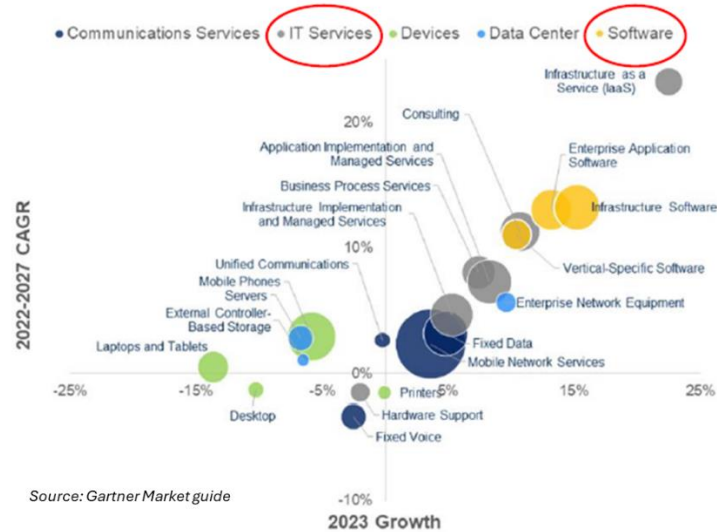 Communications Services IT Services Devices Data Center Software
Infrastructure as a
Service (IaaS)
Consulting
20%
Application Implementation and
Managed Services
Enterprise Application
Software
Business Process Services
Infrastructure Implementation
and Managed Services
Infrastructure Software
10%
Unified Communications
Vertical-Specific Software
Mobile Phones
Servers
Enterprise Network Equipment
External Controller-
Based Storage
Laptops and Tablets
Fixed Data
Mobile Network Services
0%
-25% -15% -5% 5% 15% 25%
Printers
Desktop
Hardware Support
Fixed Voice
2022-2027 CAGR
Source: Gartner Market guide
-10%
2023 Growth